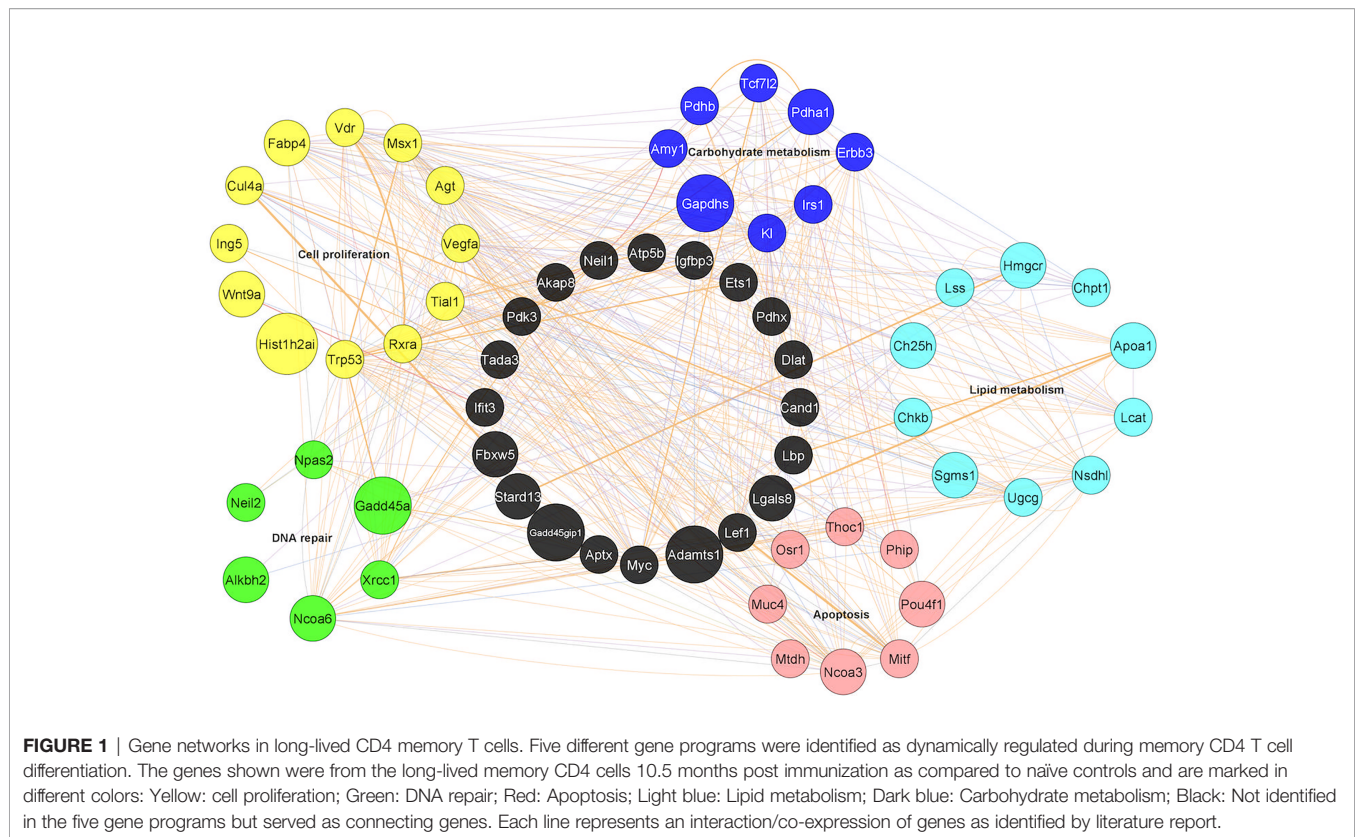 Tcf7l2
Pdhb
Pdha1
Amy1
Carbohydrate metabolism
Erbb3
Gapdhs
Irs1
Kl
Vdr
Fabp4
Msx1
Cul4a
Agt
Ing5
Cell proliferation
Vegfa
Wnt9a
Tial1
Hist1h2ai
Trp53
Rxra
Atp5b
Neil1
Igfbp3
Akap8
Ets1
Pdk3
Pdhx
Tada3
Dlat
Ifit3
Cand1
Fbxw5
Lbp
Stard13
Lgals8
Gadd45gip1
Lef1
Aptx
Myc
Adamts1
Hmgcr
Lss
Chpt1
Ch25h
Apoa1
Lipid metabolism
Chkb
Lcat
Sgms1
Nsdhl
Ugcg
Npas2
Neil2
Gadd45a
DNA repair
Alkbh2
Xrcc1
Ncoa6
Thoc1
Osr1
Phip
Muc4
Pou4f1
Apoptosis
Mtdh
Ncoa3
Mitf
FIGURE 1 | Gene networks in long-lived CD4 memory T cells. Five different gene programs were identified as dynamically regulated during memory CD4 T cell
differentiation. The genes shown were from the long-lived memory CD4 cells 10.5 months post immunization as compared to naïve controls and are marked in
different colors: Yellow: cell proliferation; Green: DNA repair; Red: Apoptosis; Light blue: Lipid metabolism; Dark blue: Carbohydrate metabolism; Black: Not identified
in the five gene programs but served as connecting genes. Each line represents an interaction/co-expression of genes as identified by literature report.